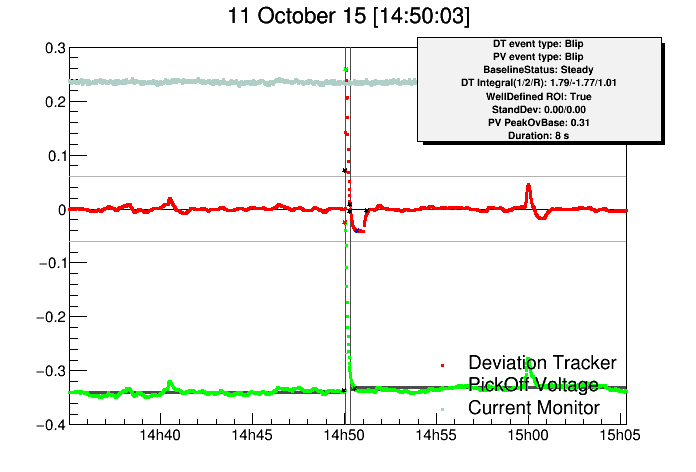 11 October 15 [14:50:03]
DT event type: Blip
PV event type: Blip
BaselineStatus: Steady
DT Integral(1/2/R): 1.79/-1.77/1.01
WellDefined ROI: True
StandDev: 0.00/0.00
PV PeakOvBase: 0.31
Duration: 8 s
0.3
0.2
0.1
0
−0.1
−0.2
−0.3
−0.4
Deviation Tracker
PickOff Voltage
Current Monitor
14h40 14h45 14h50 14h55 15h00 15h05